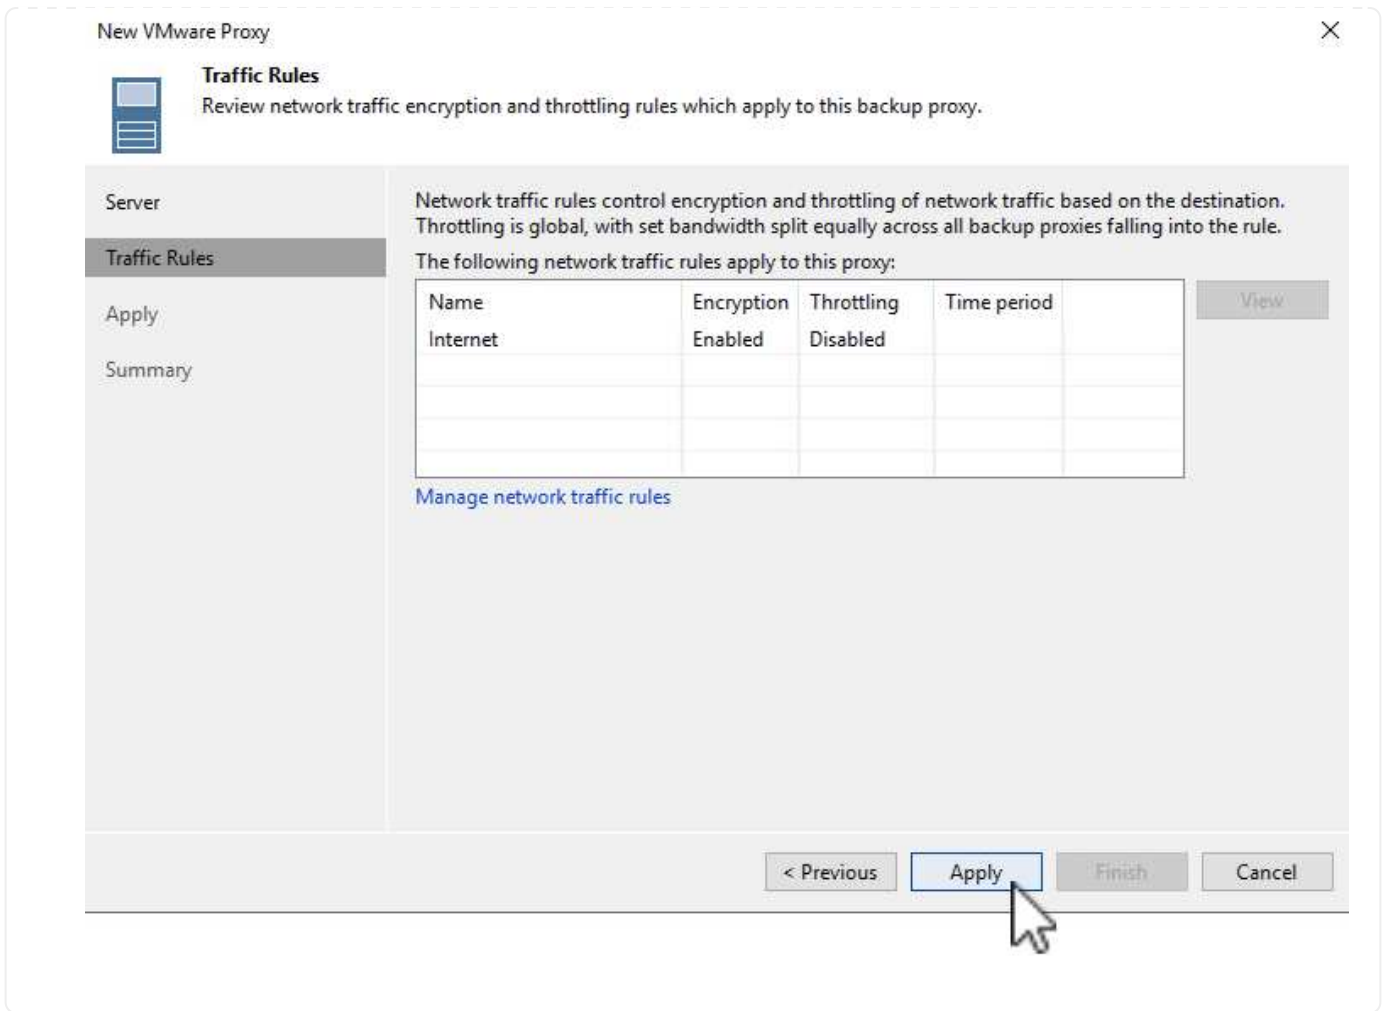 New VMware Proxy
Traffic Rules
Review network traffic encryption and throttling rules which apply to this backup proxy.
Server
Traffic Rules
Apply
Summary
Network traffic rules control encryption and throttling of network traffic based on the destination.
Throttling is global, with set bandwidth split equally across all backup proxies falling into the rule.
The following network traffic rules apply to this proxy:
Name Encryption Throttling Time period
Internet Enabled Disabled
View
Manage network traffic rules
< Previous Apply Finish Cancel